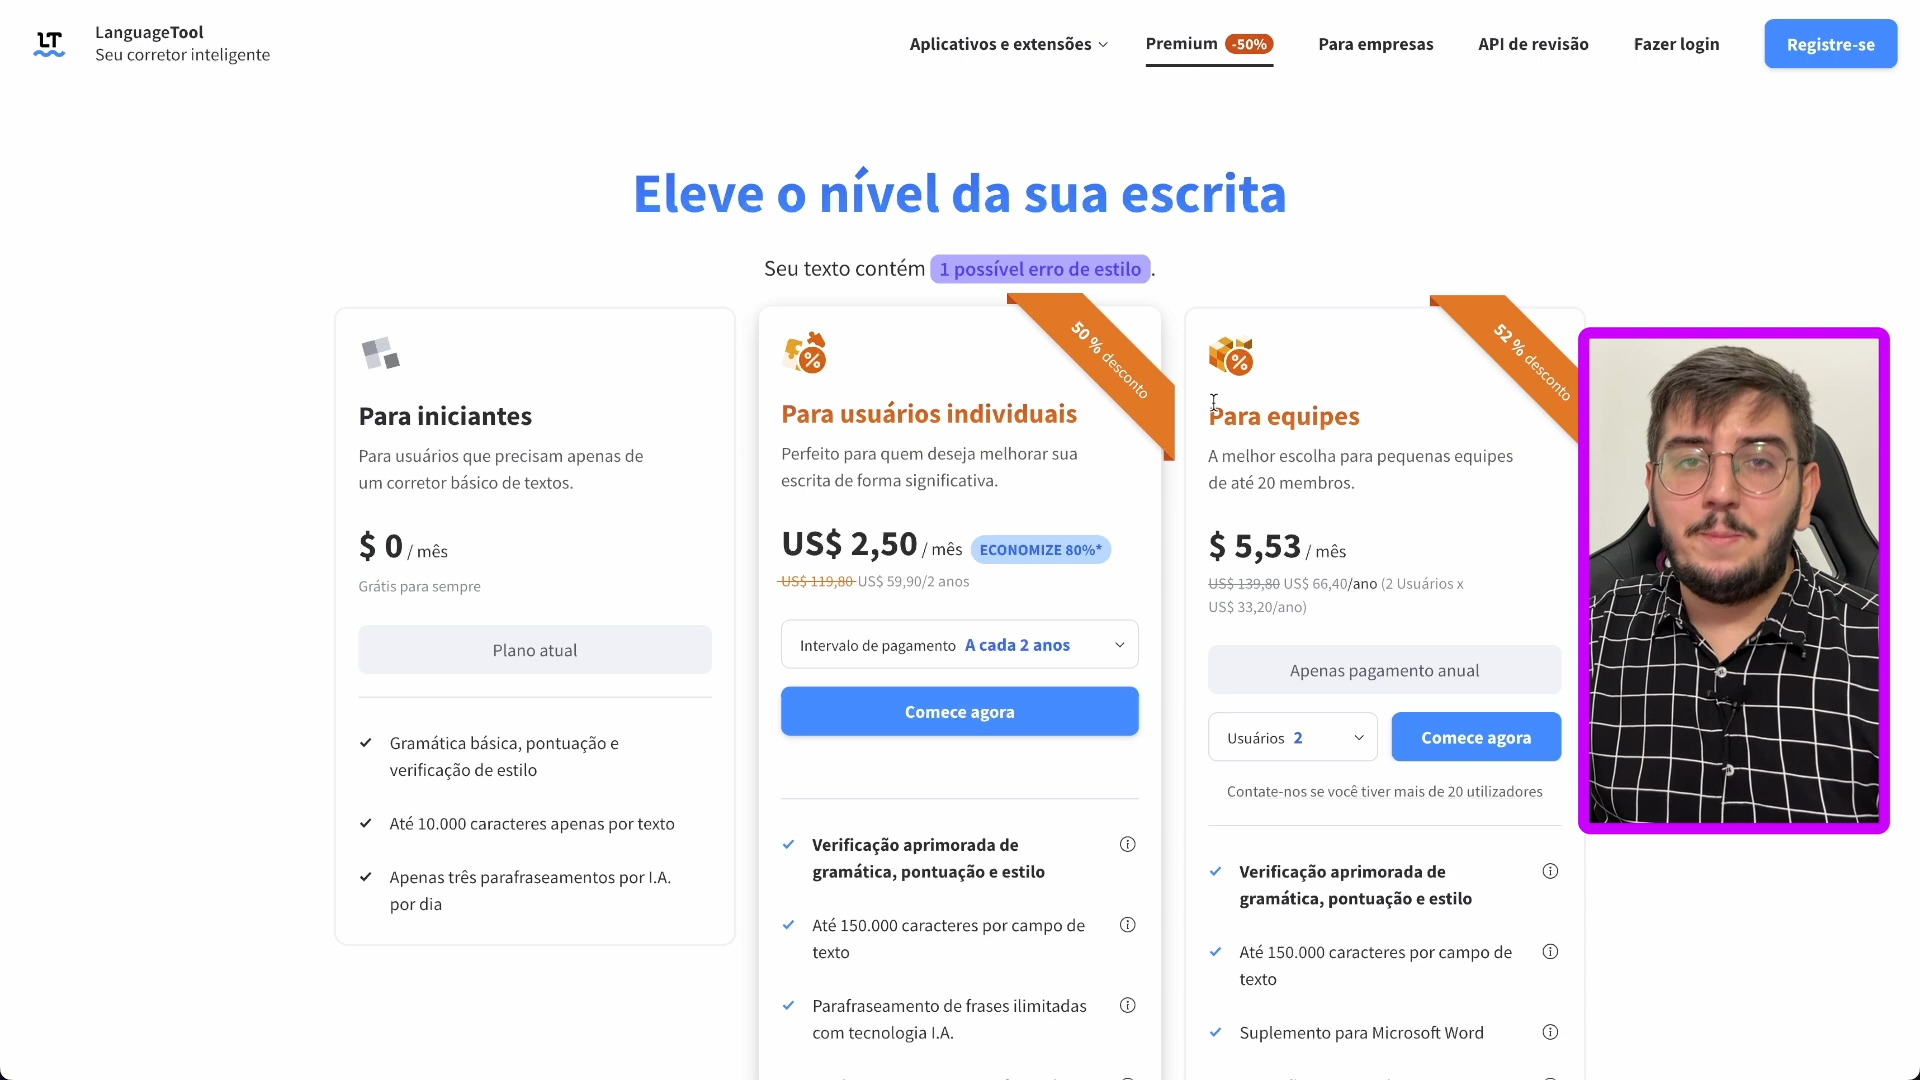 LT
LanguageTool
Seu corretor inteligente
Aplicativos e extensões
Premium -50%
Para empresas
API de revisão
Fazer login
Registre-se
Eleve o nível da sua escrita
Seu texto contém 1 possível erro de estilo.
Para iniciantes
Para usuários que precisam apenas de
um corretor básico de textos.
$ 0 / mês
Grátis para sempre
Plano atual
Gramática básica, pontuação e
verificação de estilo
Até 10.000 caracteres apenas por texto
Apenas três parafraseamentos por I.A.
por dia
50 % desconto
%
Para usuários individuais
Perfeito para quem deseja melhorar sua
escrita de forma significativa.
US$ 2,50 / mês ECONOMIZE 80%*
US$ 119,80 US$ 59,90/2 anos
Intervalo de pagamento A cada 2 anos
Comece agora
Verificação aprimorada de
gramática, pontuação e estilo
Até 150.000 caracteres por campo de
texto
Parafraseamento de frases ilimitadas
com tecnologia I.A.
52 % desconto
%
Para equipes
A melhor escolha para pequenas equipes
de até 20 membros.
$ 5,53 / mês
US$ 139,80 US$ 66,40/ano (2 Usuários x
US$ 33,20/ano)
Apenas pagamento anual
Usuários 2
Comece agora
Contate-nos se você tiver mais de 20 utilizadores
Verificação aprimorada de
gramática, pontuação e estilo
Até 150.000 caracteres por campo de
texto
Suplemento para Microsoft Word